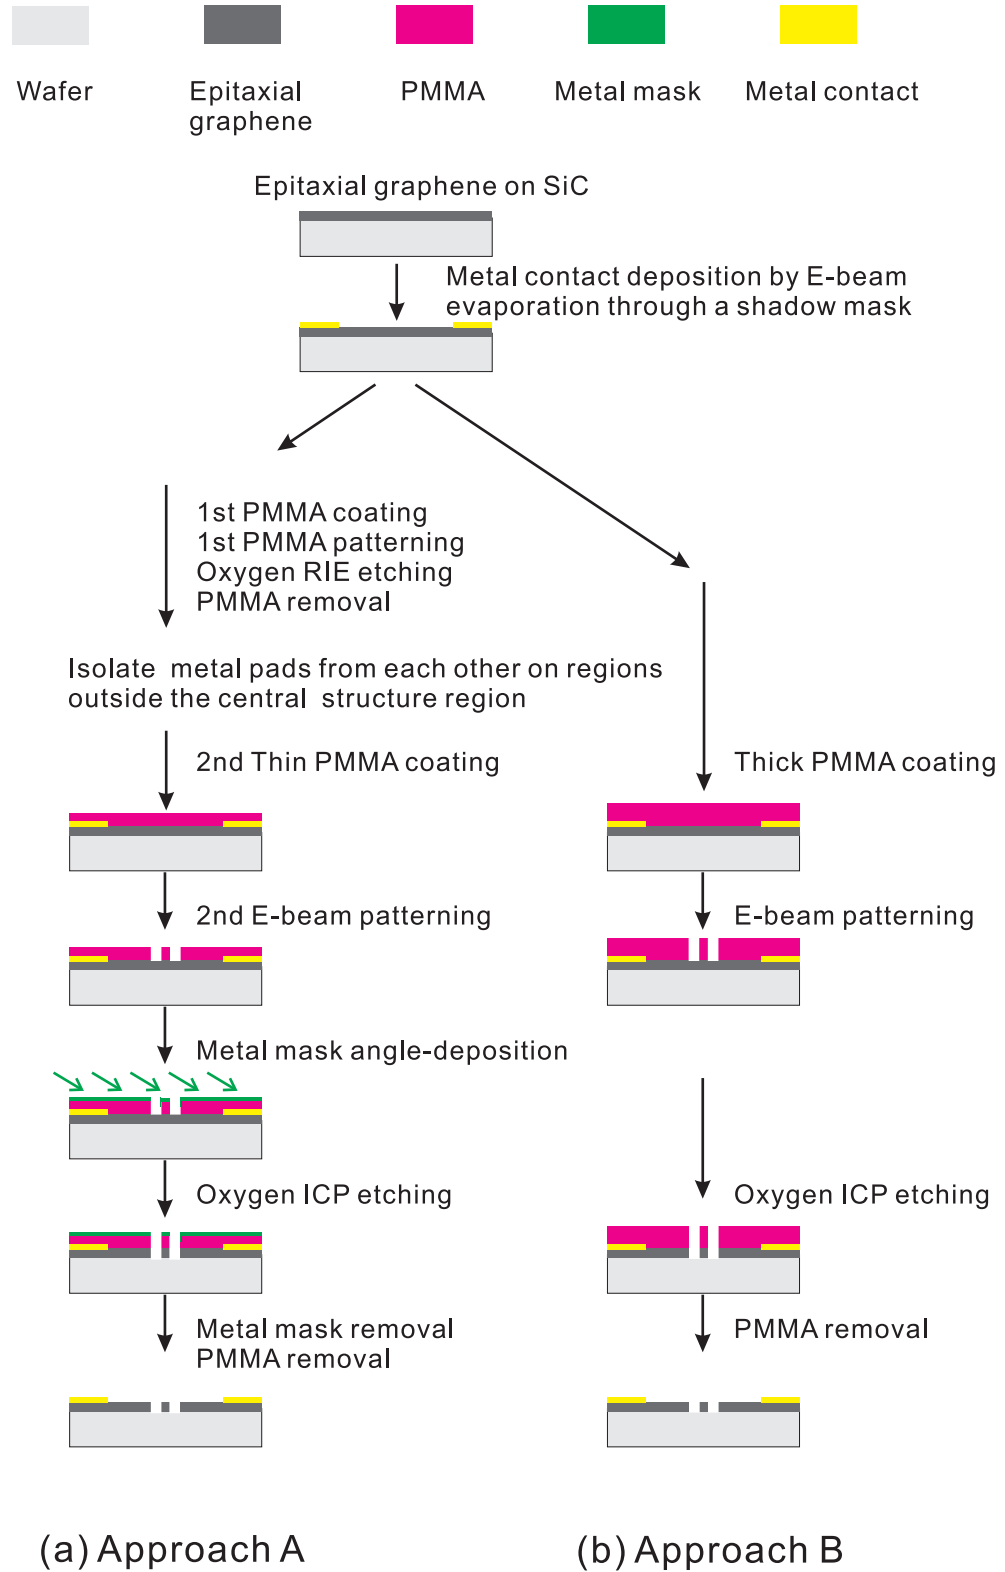 Wafer
Epitaxial
graphene
PMMA
Metal mask
Metal contact
Epitaxial graphene on SiC
Metal contact deposition by E-beam
evaporation through a shadow mask
1st PMMA coating
1st PMMA patterning
Oxygen RIE etching
PMMA removal
Isolate metal pads from each other on regions
outside the central structure region
2nd Thin PMMA coating
2nd E-beam patterning
Metal mask angle-deposition
Oxygen ICP etching
Metal mask removal
PMMA removal
Thick PMMA coating
E-beam patterning
Oxygen ICP etching
PMMA removal
(a) Approach A
(b) Approach B